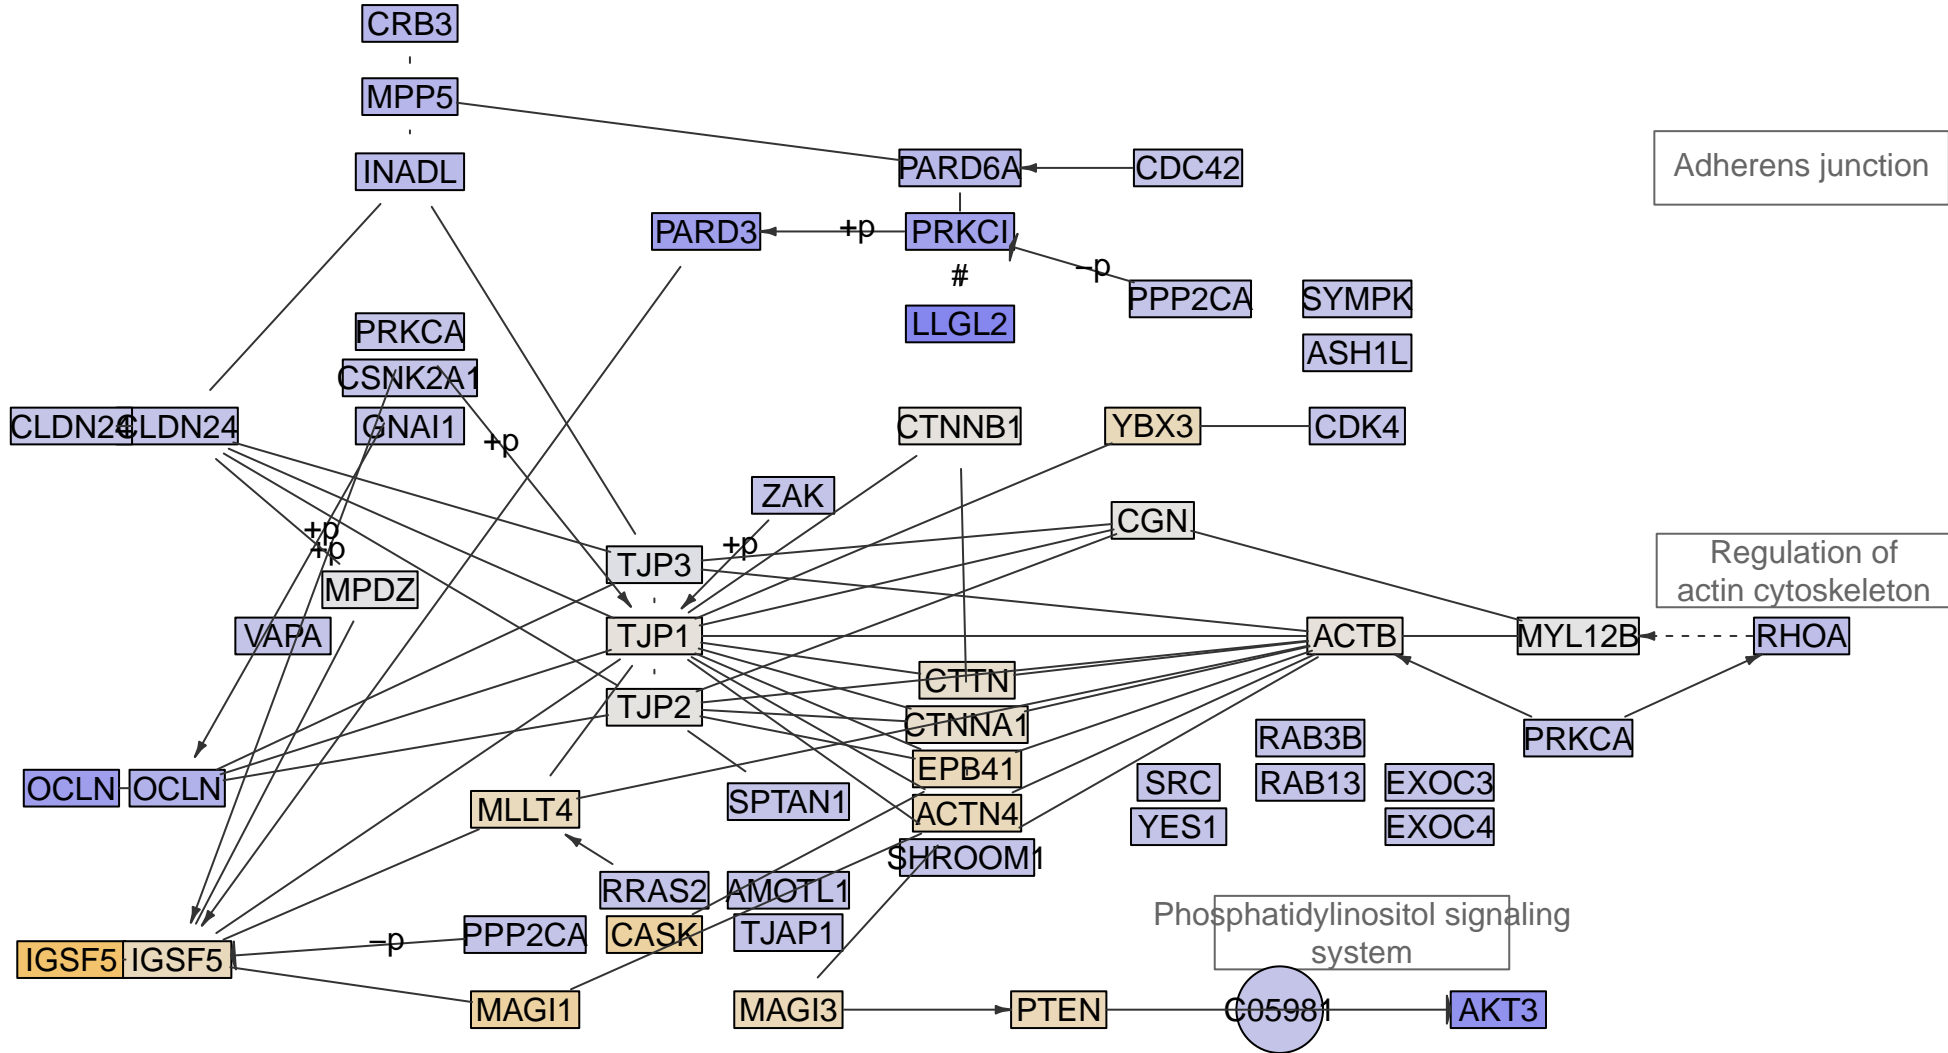 CRB3
MPP5
INADL
PARD6A
CDC42
Adherens junction
PARD3
+p
PRKCI
–p
#
PPP2CA
SYMPK
LLGL2
PRKCA
ASH1L
CSNK2A1
CLDN24
CLDN24
GNAI1
+p
CTNNB1
YBX3
CDK4
ZAK
CGN
+p
+p
+p
TJP3
MPDZ
Regulation of
actin cytoskeleton
VAPA
TJP1
ACTB
MYL12B
RHOA
CTTN
TJP2
CTNNA1
RAB3B
PRKCA
EPB41
OCLN
OCLN
SRC
RAB13
EXOC3
MLLT4
SPTAN1
ACTN4
YES1
EXOC4
SHROOM1
RRAS2
AMOTL1
Phosphatidylinositol signaling
system
PPP2CA
–p
CASK
TJAP1
IGSF5
IGSF5
MAGI1
MAGI3
PTEN
C05981
AKT3